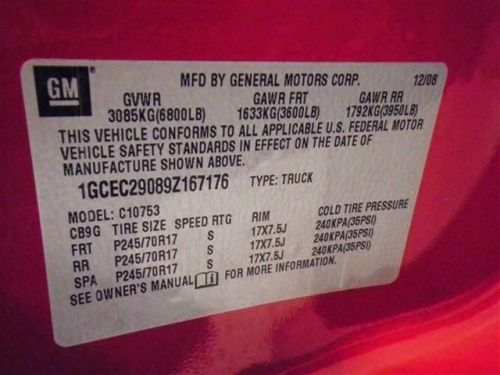 GM
MFD BY GENERAL MOTORS CORP. 12/08
GVWR GAWR FRT GAWR RR
3085KG(6800LB) 1633KG(3600LB) 1792KG(3950LB)
THIS VEHICLE CONFORMS TO ALL APPLICABLE U.S. FEDERAL MOTOR
VEHICLE SAFETY STANDARDS IN EFFECT ON THE DATE OF
MANUFACTURE SHOWN ABOVE.
1GCEC29089Z167176 TYPE: TRUCK
MODEL: C10753
CB9G TIRE SIZE SPEED RTG RIM COLD TIRE PRESSURE
FRT P245/70R17 S 17X7.5J 240KPA(35PSI)
RR P245/70R17 S 17X7.5J 240KPA(35PSI)
SPA P245/70R17 S 17X7.5J 240KPA(35PSI)
SEE OWNER'S MANUAL FOR MORE INFORMATION.